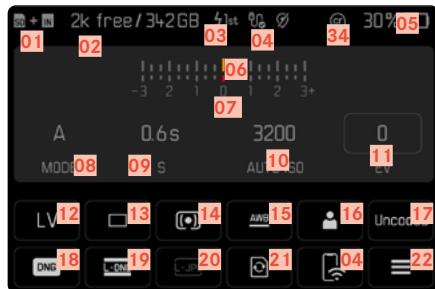 SD + IN 2k free/342GB 1st 30%
01 02 03 04 34 05
06
-3 2 1 0 1 2 3+
07
A 0.6s 3200 0
MODE S AUTO ISO EV
08 09 10 11
LV AWB Uncoded
12 13 14 15 16 17
DNG L-DNG L-JPG
18 19 20 21 04 22